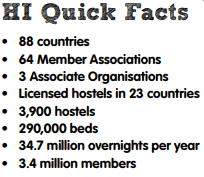 HI Quick Facts
• 88 countries
• 64 Member Associations
• 3 Associate Organisations
• Licensed hostels in 23 countries
• 3,900 hostels
• 290,000 beds
• 34.7 million overnights per year
• 3.4 million members